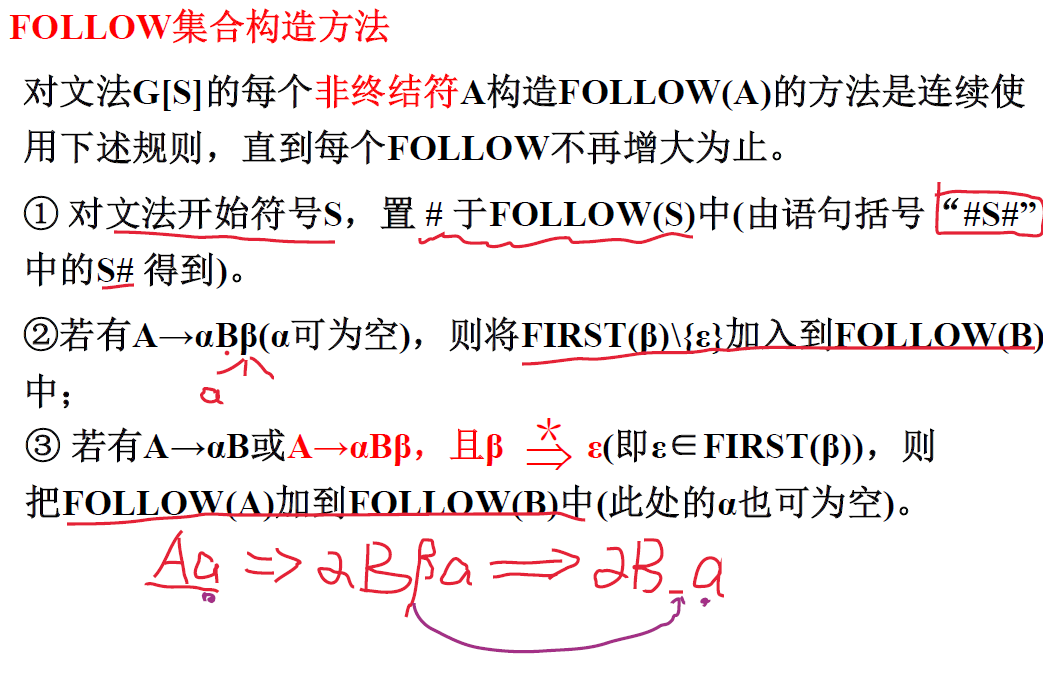 FOLLOW集合构造方法
对文法G[S]的每个非终结符A构造FOLLOW(A)的方法是连续使
用下述规则，直到每个FOLLOW不再增大为止。
① 对文法开始符号S，置 # 于FOLLOW(S)中(由语句括号 “#S#”
中的S# 得到)。
②若有A→αBβ(α可为空)，则将FIRST(β)\{ε}加入到FOLLOW(B)
中；
a
③ 若有A→αB或A→αBβ，且β ⇒* ε(即ε∈FIRST(β))，则
把FOLLOW(A)加到FOLLOW(B)中(此处的α也可为空)。
Aa ⇒ αBβa ⇒ αB_a